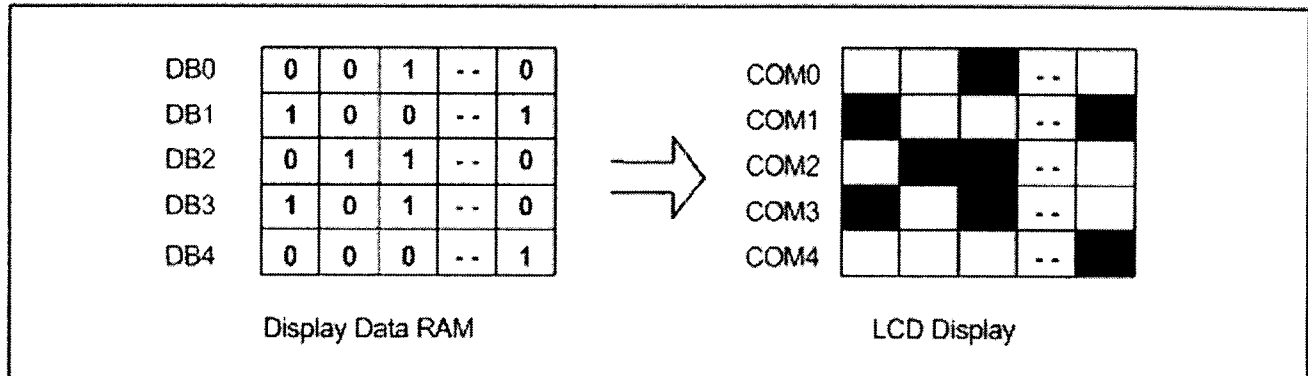 DB0 0 0 1 -- 0 COM0 --
DB1 1 0 0 -- 1 COM1 --
DB2 0 1 1 -- 0 COM2 --
DB3 1 0 1 -- 0 COM3 --
DB4 0 0 0 -- 1 COM4 --
Display Data RAM LCD Display